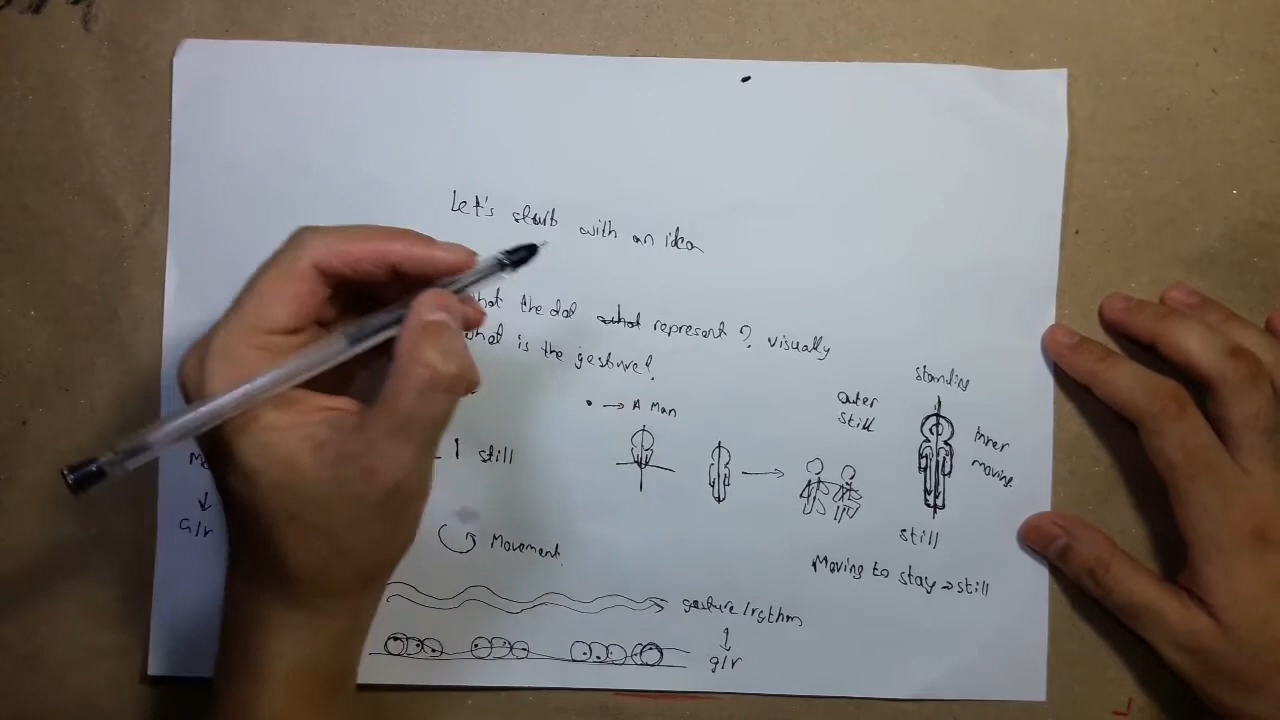 Let's start with an idea
the dot what represent ? visually
is the gesture?
→ A Man
outer
still
standing
inner
moving
still
still
Movement.
Moving to stay → still
gesture/rythm
g/r
G/r